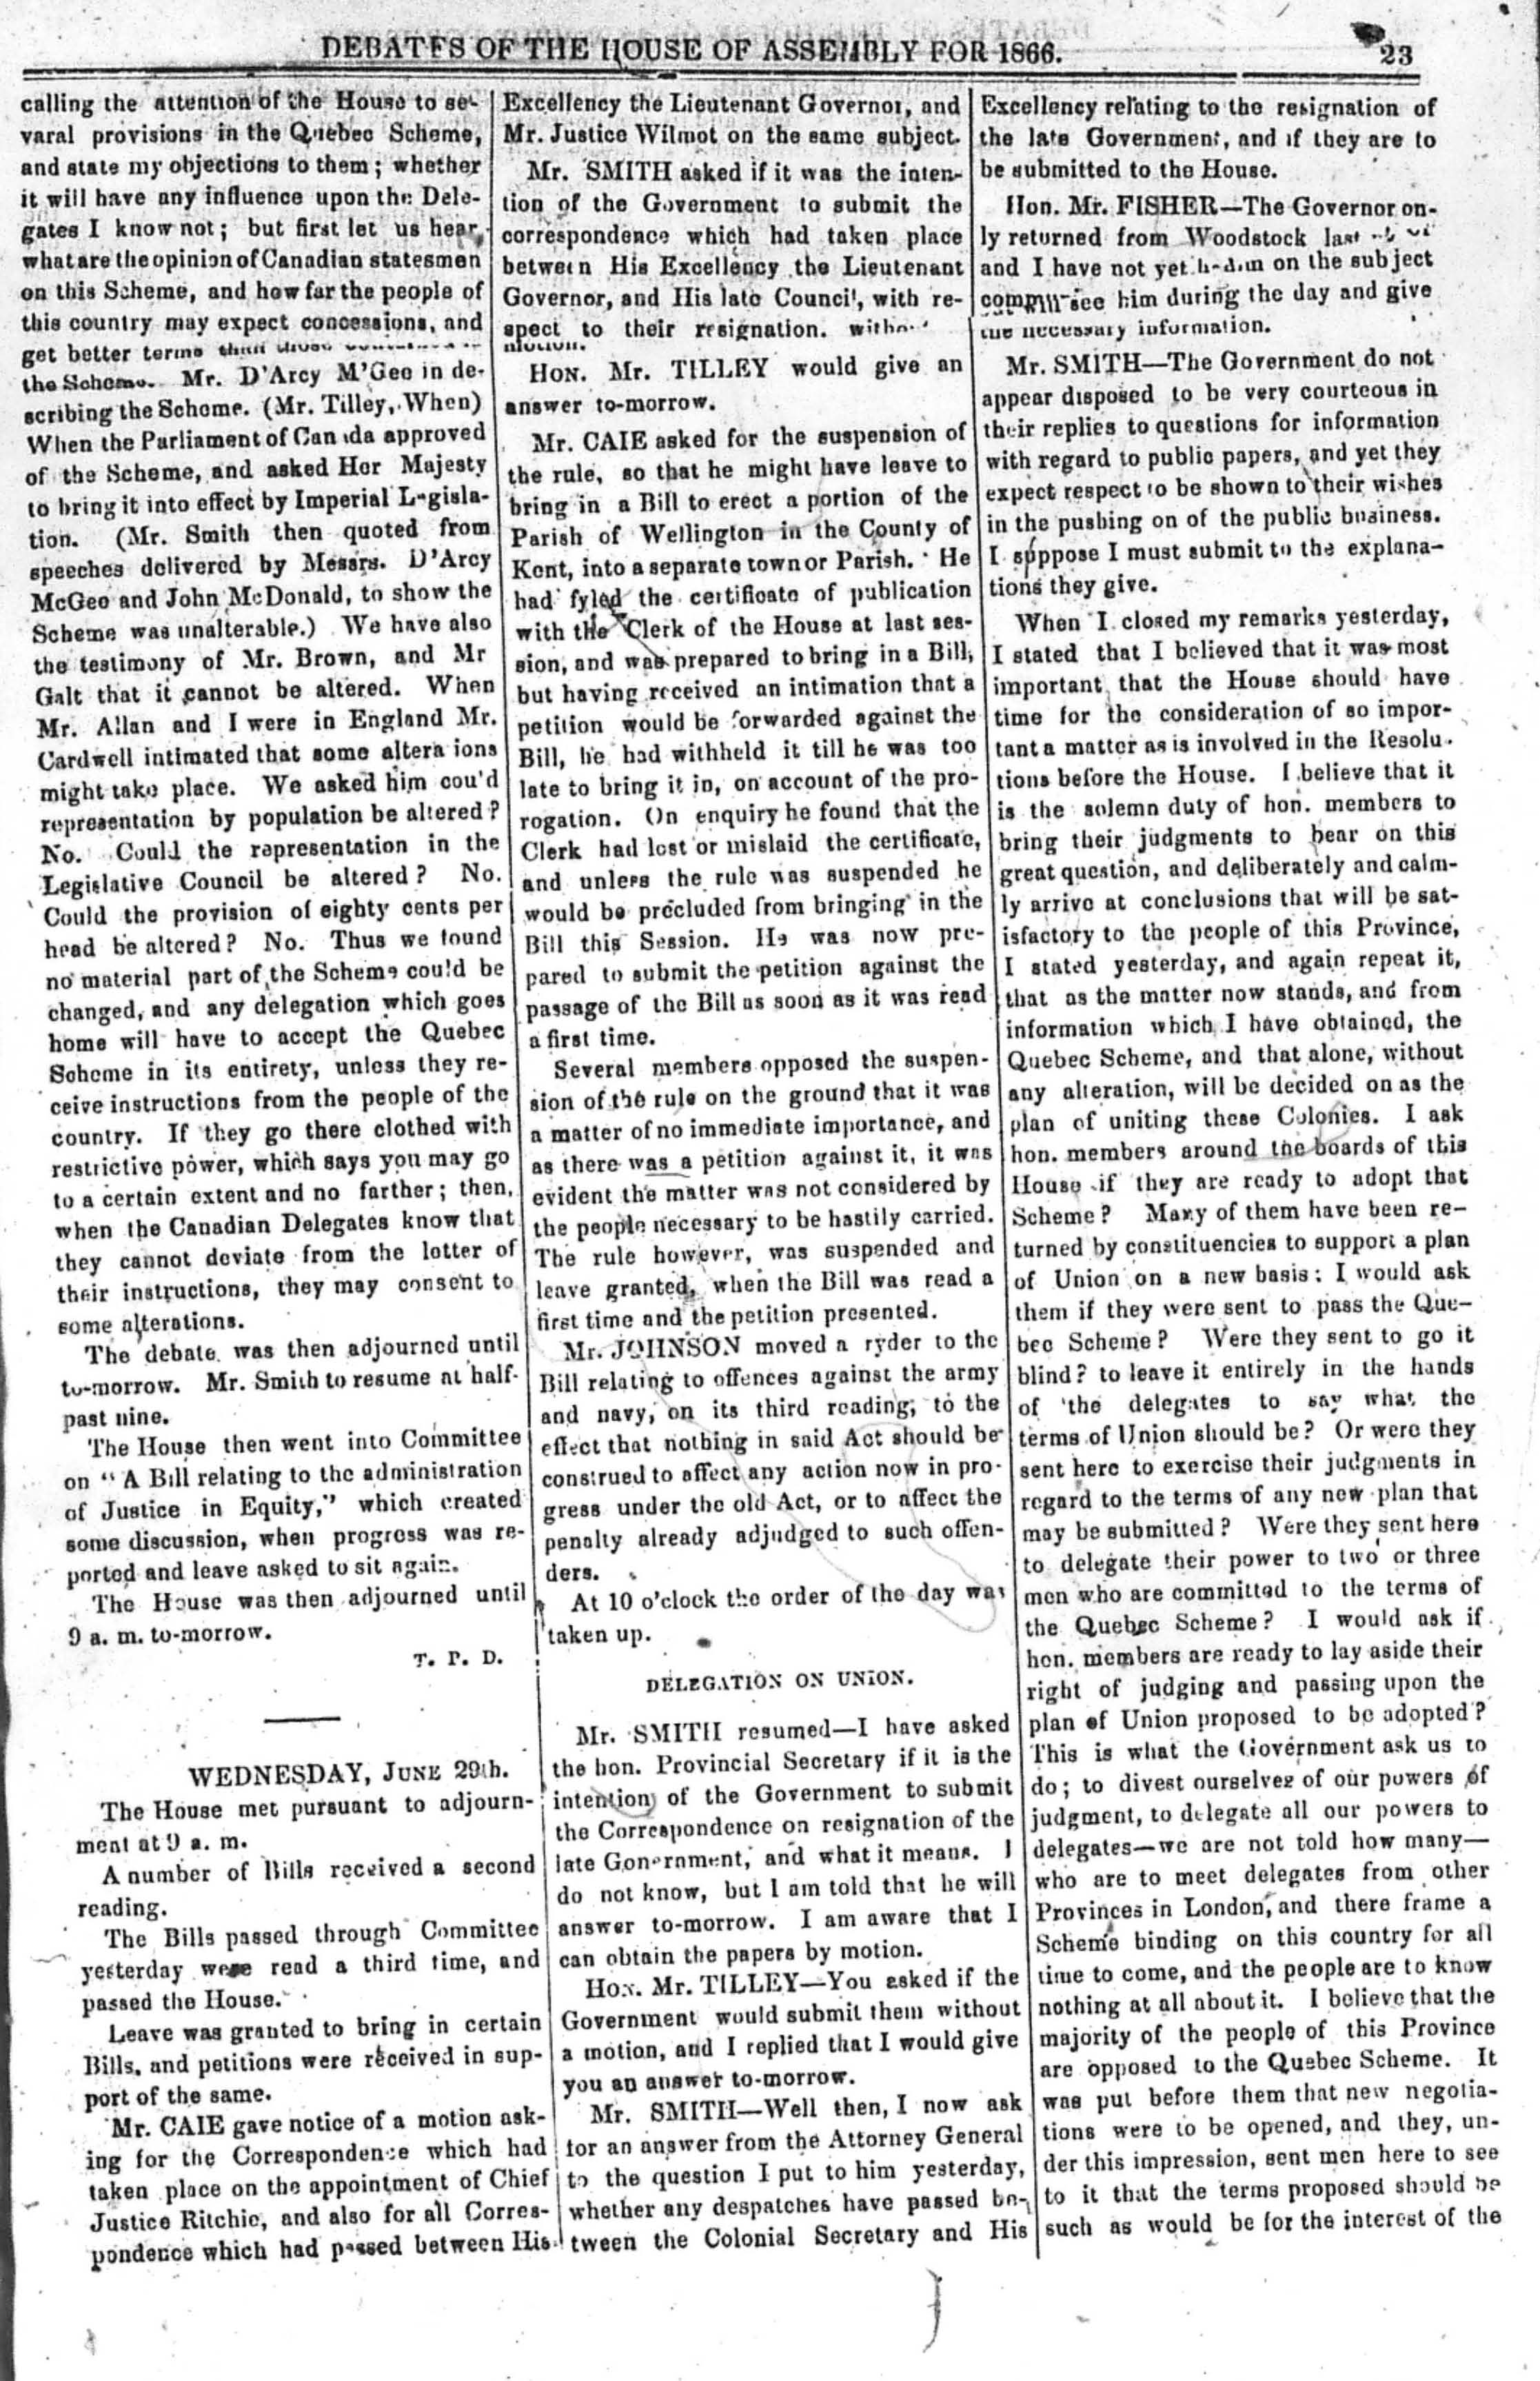 DEBATES OF THE HOUSE OF ASSEMBLY FOR 1866.
23
calling the attention of the House to se-
varal provisions in the Quebec Scheme,
and state my objections to them; whether
it will have any influence upon the Dele-
gates I know not; but first let us hear
what are the opinion of Canadian statesmen
on this Scheme, and how far the people of
this country may expect concessions, and
get better terms than those
the Scheme. Mr. D'Arcy M'Gee in de-
scribing the Scheme. (Mr. Tilley, When)
When the Parliament of Canada approved
of the Scheme, and asked Her Majesty
to bring it into effect by Imperial Legisla-
tion. (Mr. Smith then quoted from
speeches delivered by Messrs. D'Arcy
McGee and John McDonald, to show the
Scheme was unalterable.) We have also
the testimony of Mr. Brown, and Mr
Galt that it cannot be altered. When
Mr. Allan and I were in England Mr.
Cardwell intimated that some altera ions
might take place. We asked him cou'd
representation by population be altered?
No. Could the representation in the
Legislative Council be altered? No.
Could the provision of eighty cents per
head be altered? No. Thus we found
no material part of the Scheme could be
changed, and any delegation which goes
home will have to accept the Quebec
Scheme in its entirety, unless they re-
ceive instructions from the people of the
country. If they go there clothed with
restrictive power, which says you may go
to a certain extent and no farther; then,
when the Canadian Delegates know that
they cannot deviate from the letter of
their instructions, they may consent to
some alterations.
The debate was then adjourned until
to-morrow. Mr. Smith to resume at half-
past nine.
The House then went into Committee
on "A Bill relating to the administration
of Justice in Equity," which created
some discussion, when progress was re-
ported and leave asked to sit again.
The House was then adjourned until
9 a. m. to-morrow.
T. P. D.
WEDNESDAY, JUNE 29th.
The House met pursuant to adjourn-
ment at 9 a. m.
A number of Bills received a second
reading.
The Bills passed through Committee
yesterday were read a third time, and
passed the House.
Leave was granted to bring in certain
Bills, and petitions were received in sup-
port of the same.
Mr. CAIE gave notice of a motion ask-
ing for the Correspondence which had
taken place on the appointment of Chief
Justice Ritchie, and also for all Corres-
pondence which had passed between His
Excellency the Lieutenant Governor, and
Mr. Justice Wilmot on the same subject.
Mr. SMITH asked if it was the inten-
tion of the Government to submit the
correspondence which had taken place
between His Excellency the Lieutenant
Governor, and His late Council, with re-
spect to their resignation, without
motion.
HON. Mr. TILLEY would give an
answer to-morrow.
Mr. CAIE asked for the suspension of
the rule, so that he might have leave to
bring in a Bill to erect a portion of the
Parish of Wellington in the County of
Kent, into a separate town or Parish. He
had fyled the certificate of publication
with the Clerk of the House at last ses-
sion, and was prepared to bring in a Bill,
but having received an intimation that a
petition would be forwarded against the
Bill, he had withheld it till he was too
late to bring it in, on account of the pro-
rogation. On enquiry he found that the
Clerk had lost or mislaid the certificate,
and unless the rule was suspended he
would be precluded from bringing in the
Bill this Session. He was now pre-
pared to submit the petition against the
passage of the Bill as soon as it was read
a first time.
Several members opposed the suspen-
sion of the rule on the ground that it was
a matter of no immediate importance, and
as there was a petition against it, it was
evident the matter was not considered by
the people necessary to be hastily carried.
The rule however, was suspended and
leave granted, when the Bill was read a
first time and the petition presented.
Mr. JOHNSON moved a ryder to the
Bill relating to offences against the army
and navy, on its third reading, to the
effect that nothing in said Act should be
construed to affect any action now in pro-
gress under the old Act, or to affect the
penalty already adjudged to such offen-
ders.
At 10 o'clock the order of the day was
taken up.
DELEGATION ON UNION.
Mr. SMITH resumed—I have asked
the hon. Provincial Secretary if it is the
intention of the Government to submit
the Correspondence on resignation of the
late Government, and what it means. I
do not know, but I am told that he will
answer to-morrow. I am aware that I
can obtain the papers by motion.
Hon. Mr. TILLEY—You asked if the
Government would submit them without
a motion, and I replied that I would give
you an answer to-morrow.
Mr. SMITH—Well then, I now ask
for an answer from the Attorney General
to the question I put to him yesterday,
whether any despatches have passed be-
tween the Colonial Secretary and His
Excellency relating to the resignation of
the late Government, and if they are to
be submitted to the House.
Hon. Mr. FISHER—The Governor on-
ly returned from Woodstock last
and I have not yet him on the subject
will see him during the day and give
the necessary information.
Mr. SMITH—The Government do not
appear disposed to be very courteous in
their replies to questions for information
with regard to public papers, and yet they
expect respect to be shown to their wishes
in the pushing on of the public business.
I suppose I must submit to the explana-
tions they give.
When I closed my remarks yesterday,
I stated that I believed that it was most
important that the House should have
time for the consideration of so impor-
tant a matter as is involved in the Resolu-
tions before the House. I believe that it
is the solemn duty of hon. members to
bring their judgments to bear on this
great question, and deliberately and calm-
ly arrive at conclusions that will be sat-
isfactory to the people of this Province,
I stated yesterday, and again repeat it,
that as the matter now stands, and from
information which I have obtained, the
Quebec Scheme, and that alone, without
any alteration, will be decided on as the
plan of uniting these Colonies. I ask
hon. members around the boards of this
House if they are ready to adopt that
Scheme? Many of them have been re-
turned by constituencies to support a plan
of Union on a new basis; I would ask
them if they were sent to pass the Que-
bec Scheme? Were they sent to go it
blind? to leave it entirely in the hands
of the delegates to say what the
terms of Union should be? Or were they
sent here to exercise their judgments in
regard to the terms of any new plan that
may be submitted? Were they sent here
to delegate their power to two or three
men who are committed to the terms of
the Quebec Scheme? I would ask if
hon. members are ready to lay aside their
right of judging and passing upon the
plan of Union proposed to be adopted?
This is what the Government ask us to
do; to divest ourselves of our powers of
judgment, to delegate all our powers to
delegates—we are not told how many—
who are to meet delegates from other
Provinces in London, and there frame a
Scheme binding on this country for all
time to come, and the people are to know
nothing at all about it. I believe that the
majority of the people of this Province
are opposed to the Quebec Scheme. It
was put before them that new negotia-
tions were to be opened, and they, un-
der this impression, sent men here to see
to it that the terms proposed should be
such as would be for the interest of the